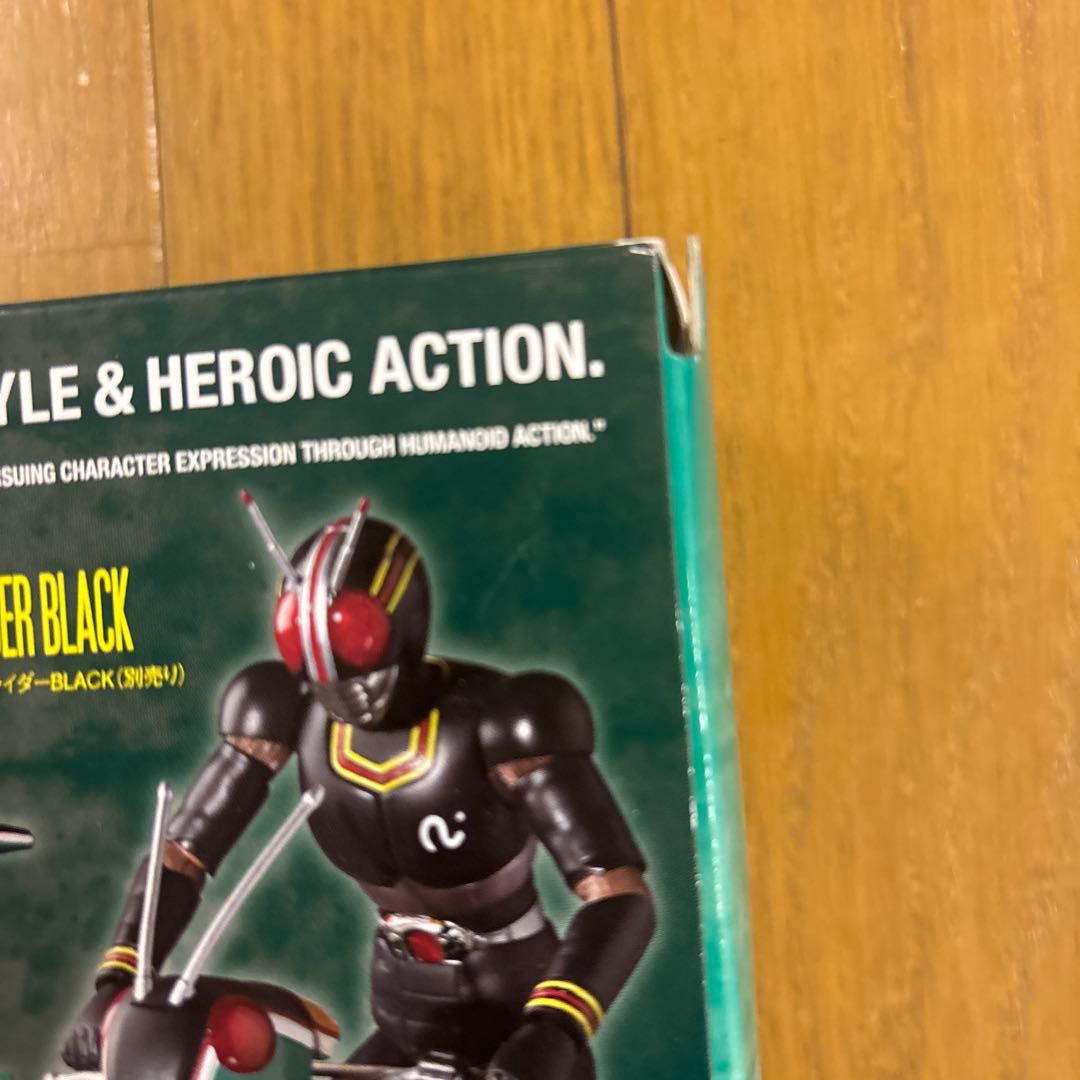 YLE & HEROIC ACTION.
SUING CHARACTER EXPRESSION THROUGH HUMANOID ACTION."
ER BLACK
イダーBLACK(別売り)